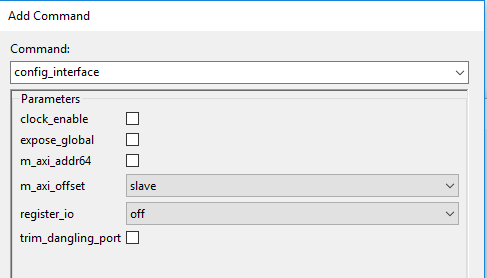 Add Command
Command:
config_interface
Parameters
clock_enable
expose_global
m_axi_addr64
m_axi_offset slave
register_io off
trim_dangling_port